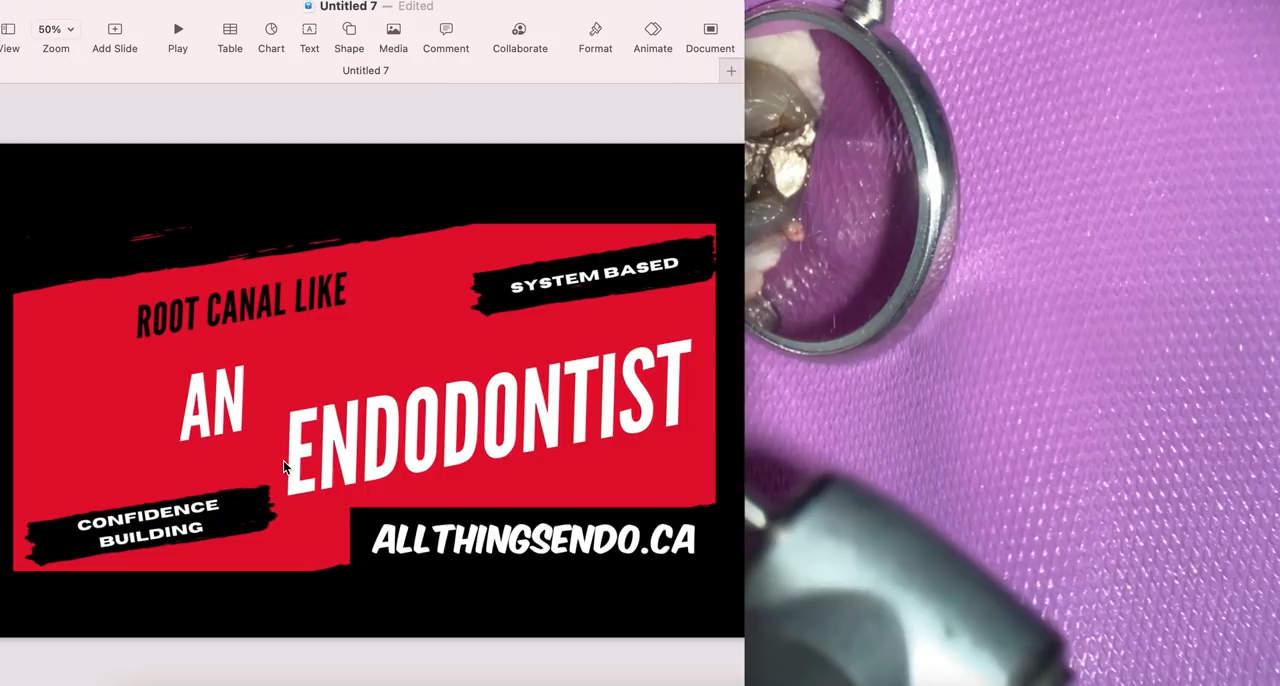 Untitled 7 — Edited
View
50%
Zoom
Add Slide
Play
Table
Chart
Text
Shape
Media
Comment
Collaborate
Format
Animate
Document
Untitled 7
SYSTEM BASED
ROOT CANAL LIKE
AN
ENDODONTIST
CONFIDENCE
BUILDING
ALLTHINGSENDO.CA